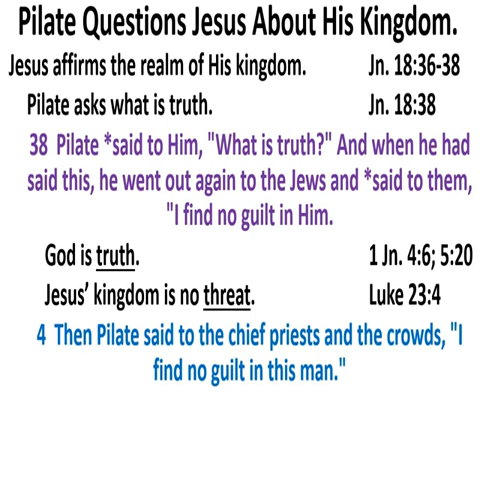 Pilate Questions Jesus About His Kingdom.
Jesus affirms the realm of His kingdom. Jn. 18:36-38
Pilate asks what is truth. Jn. 18:38
38 Pilate *said to Him, "What is truth?" And when he had
said this, he went out again to the Jews and *said to them,
"I find no guilt in Him.
God is truth. 1 Jn. 4:6; 5:20
Jesus’ kingdom is no threat. Luke 23:4
4 Then Pilate said to the chief priests and the crowds, "I
find no guilt in this man."